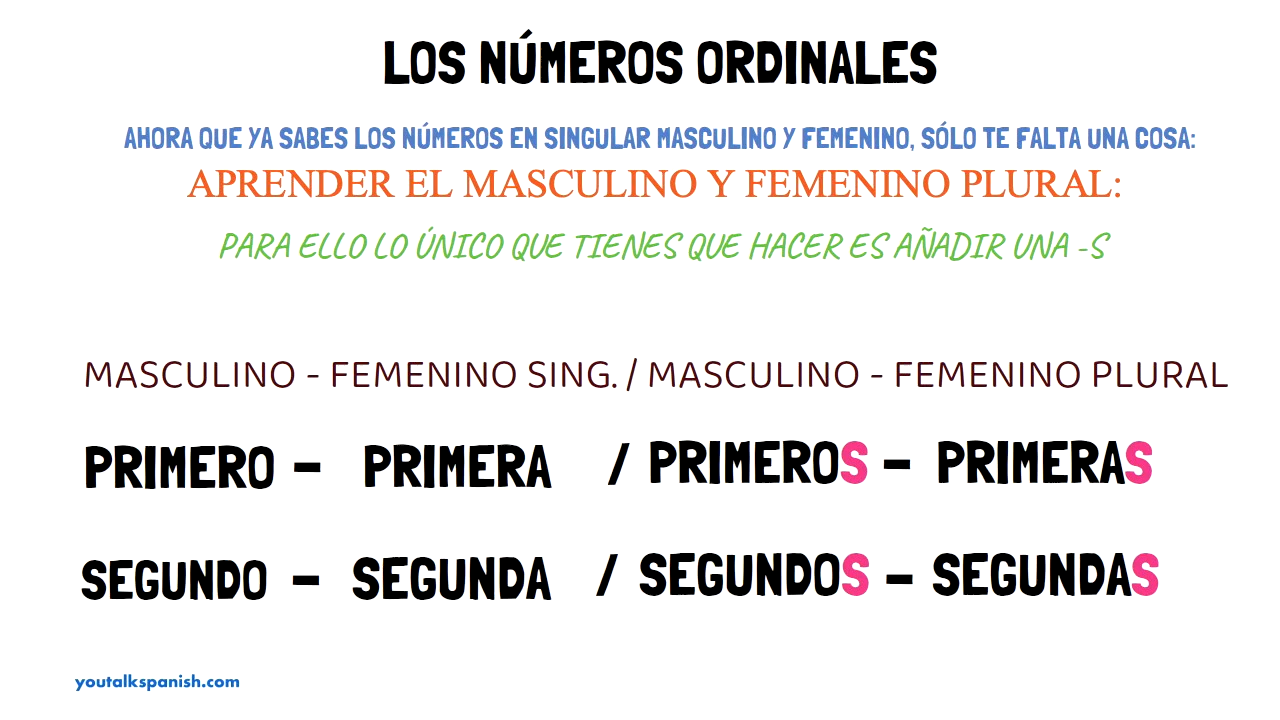 LOS NÚMEROS ORDINALES
AHORA QUE YA SABES LOS NÚMEROS EN SINGULAR MASCULINO Y FEMENINO, SÓLO TE FALTA UNA COSA:
APRENDER EL MASCULINO Y FEMENINO PLURAL:
PARA ELLO LO ÚNICO QUE TIENES QUE HACER ES AÑADIR UNA -S
MASCULINO - FEMENINO SING. / MASCULINO - FEMENINO PLURAL
PRIMERO - PRIMERA / PRIMEROS - PRIMERAS
SEGUNDO - SEGUNDA / SEGUNDOS - SEGUNDAS
youtalkspanish.com